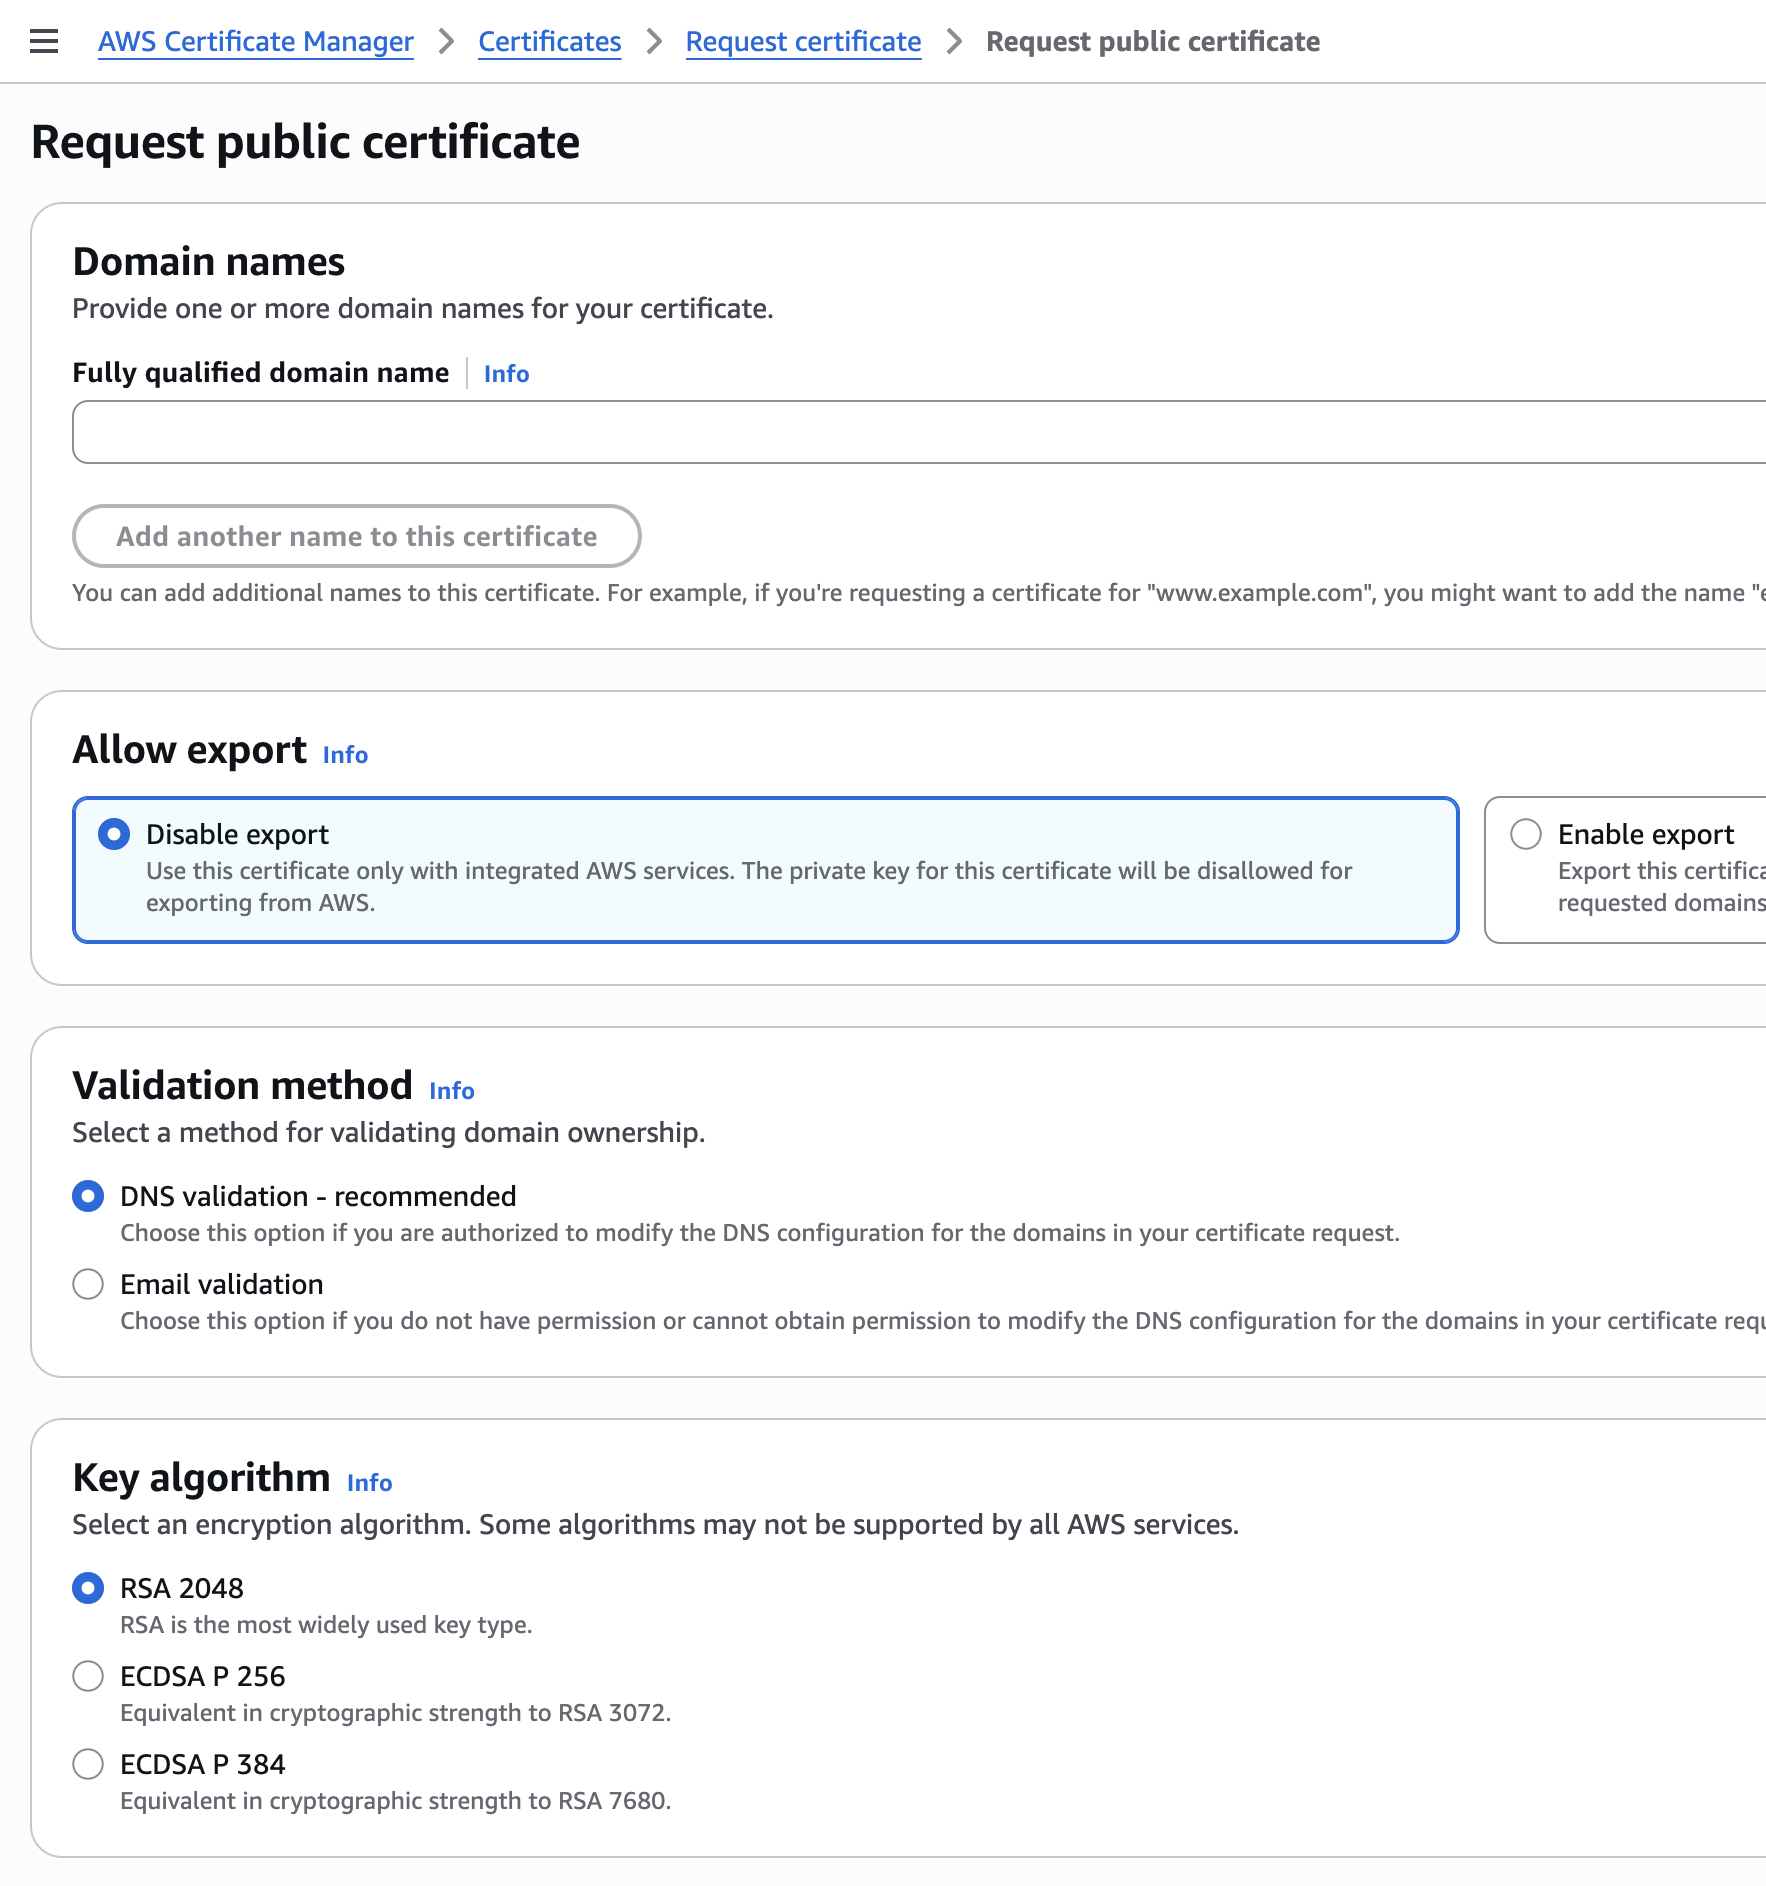 AWS Certificate Manager > Certificates > Request certificate > Request public certificate
Request public certificate
Domain names
Provide one or more domain names for your certificate.
Fully qualified domain name | Info
Add another name to this certificate
You can add additional names to this certificate. For example, if you're requesting a certificate for "www.example.com", you might want to add the name "
Allow export Info
Disable export
Use this certificate only with integrated AWS services. The private key for this certificate will be disallowed for
exporting from AWS.
Enable export
Export this
requested domains
Validation method Info
Select a method for validating domain ownership.
DNS validation - recommended
Choose this option if you are authorized to modify the DNS configuration for the domains in your certificate request.
Email validation
Choose this option if you do not have permission or cannot obtain permission to modify the DNS configuration for the domains in your certificate
Key algorithm Info
Select an encryption algorithm. Some algorithms may not be supported by all AWS services.
RSA 2048
RSA is the most widely used key type.
ECDSA P 256
Equivalent in cryptographic strength to RSA 3072.
ECDSA P 384
Equivalent in cryptographic strength to RSA 7680.